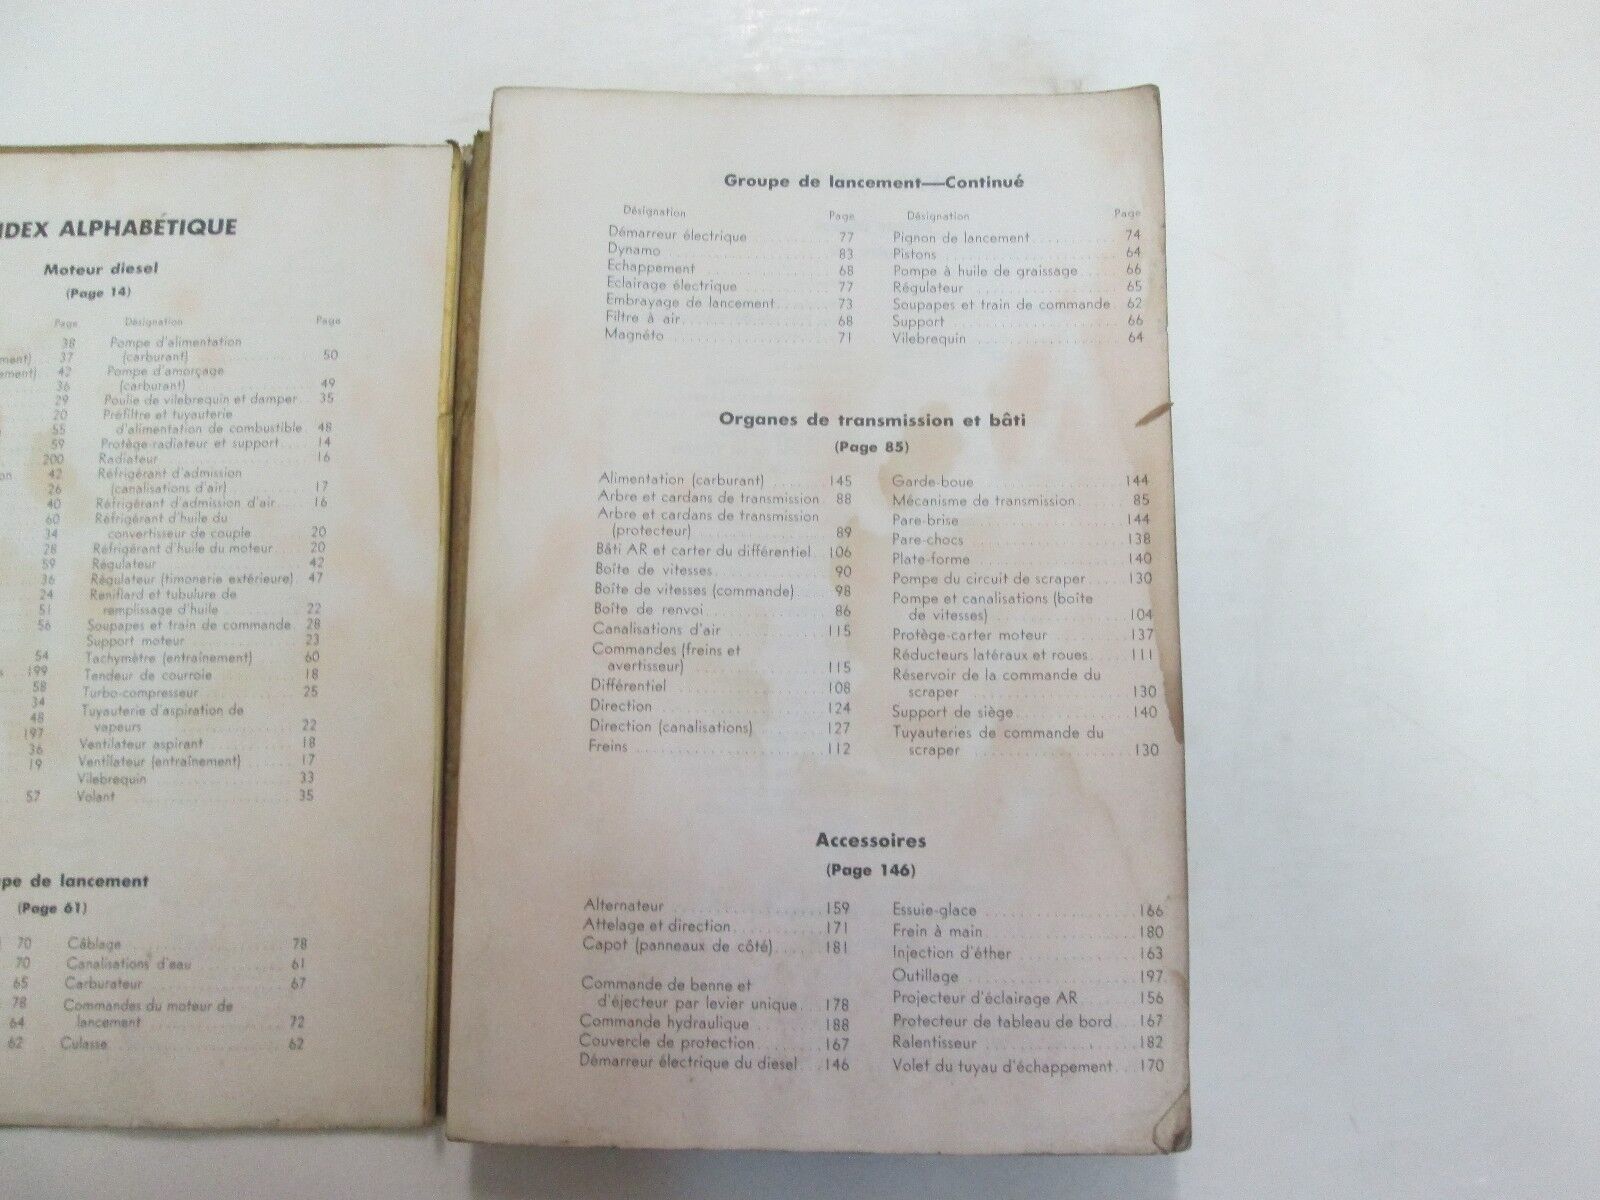 INDEX ALPHABÉTIQUE
Moteur diesel
(Page 14)
Page
38
37
42
36
29
20
55
59
200
42
26
40
60
34
28
59
36
24
51
56
54
199
58
34
48
197
36
19
57
Désignation Page
Pompe d'alimentation
(carburant) 50
Pompe d'amorçage
(carburant) 49
Poulie de vilebrequin et damper 35
Préfiltre et tuyauterie
d'alimentation de combustible 48
Protège-radiateur et support 14
Radiateur 16
Réfrigérant d'admission
(canalisations d'air) 17
Réfrigérant d'admission d'air 16
Réfrigérant d'huile du
convertisseur de couple 20
Réfrigérant d'huile du moteur 20
Régulateur 42
Régulateur (timonerie extérieure) 47
Reniflard et tubulure de
remplissage d'huile 22
Soupapes et train de commande 28
Support moteur 23
Tachymètre (entraînement) 60
Tendeur de courroie 18
Turbo-compresseur 25
Tuyauterie d'aspiration de
vapeurs 22
Ventilateur aspirant 18
Ventilateur (entraînement) 17
Vilebrequin 33
Volant 35
pe de lancement
(Page 61)
70
70
65
78
64
62
Câblage 78
Canalisations d'eau 61
Carburateur 67
Commandes du moteur de
lancement 72
Culasse 62
Groupe de lancement—Continué
Désignation Page
Démarreur électrique 77
Dynamo 83
Echappement 68
Eclairage électrique 77
Embrayage de lancement 73
Filtre à air 68
Magnéto 71
Désignation Page
Pignon de lancement 74
Pistons 64
Pompe à huile de graissage 66
Régulateur 65
Soupapes et train de commande 62
Support 66
Vilebrequin 64
Organes de transmission et bâti
(Page 85)
Alimentation (carburant) 145
Arbre et cardans de transmission 88
Arbre et cardans de transmission
(protecteur) 89
Bâti AR et carter du différentiel 106
Boîte de vitesses 90
Boîte de vitesses (commande) 98
Boîte de renvoi 86
Canalisations d'air 115
Commandes (freins et
avertisseur) 115
Différentiel 108
Direction 124
Direction (canalisations) 127
Freins 112
Garde-boue 144
Mécanisme de transmission 85
Pare-brise 144
Pare-chocs 138
Plate-forme 140
Pompe du circuit de scraper 130
Pompe et canalisations (boîte
de vitesses) 104
Protège-carter moteur 137
Réducteurs latéraux et roues 111
Réservoir de la commande du
scraper 130
Support de siège 140
Tuyauteries de commande du
scraper 130
Accessoires
(Page 146)
Alternateur 159
Attelage et direction 171
Capot (panneaux de côté) 181
Commande de benne et
d'éjecteur par levier unique 178
Commande hydraulique 188
Couvercle de protection 167
Démarreur électrique du diesel 146
Essuie-glace 166
Frein à main 180
Injection d'éther 163
Outillage 197
Projecteur d'éclairage AR 156
Protecteur de tableau de bord 167
Ralentisseur 182
Volet du tuyau d'échappement 170